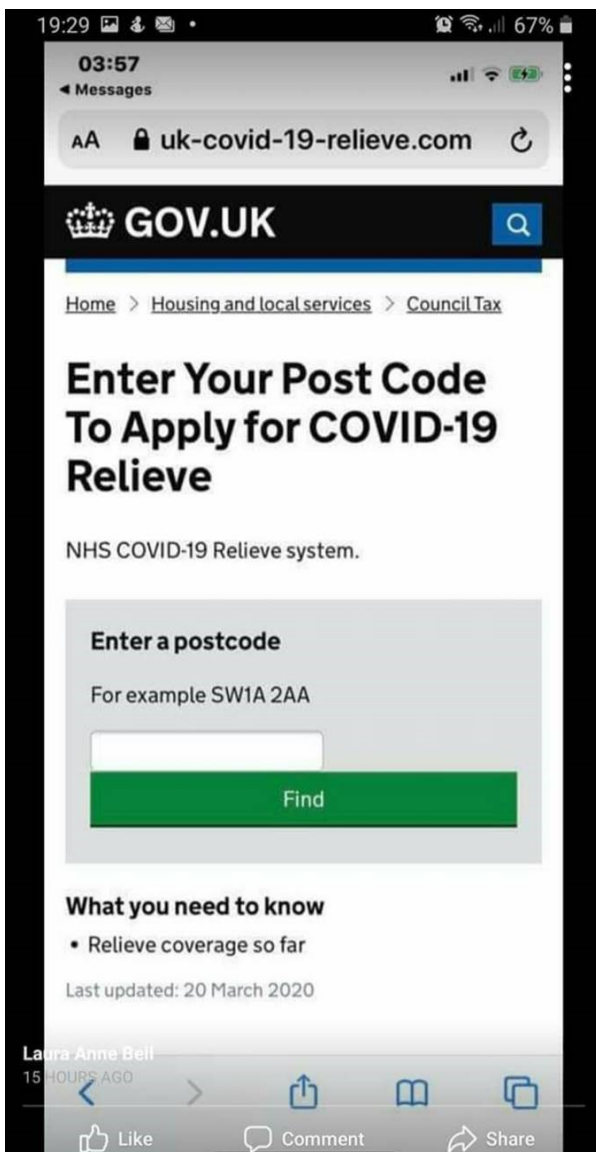 19:29
67%
03:57
Messages
AA uk-covid-19-relieve.com
GOV.UK
Home > Housing and local services > Council Tax
Enter Your Post Code
To Apply for COVID-19
Relieve
NHS COVID-19 Relieve system.
Enter a postcode
For example SW1A 2AA
Find
What you need to know
• Relieve coverage so far
Last updated: 20 March 2020
Laura Anne Bell
15 HOURS AGO
Like Comment Share